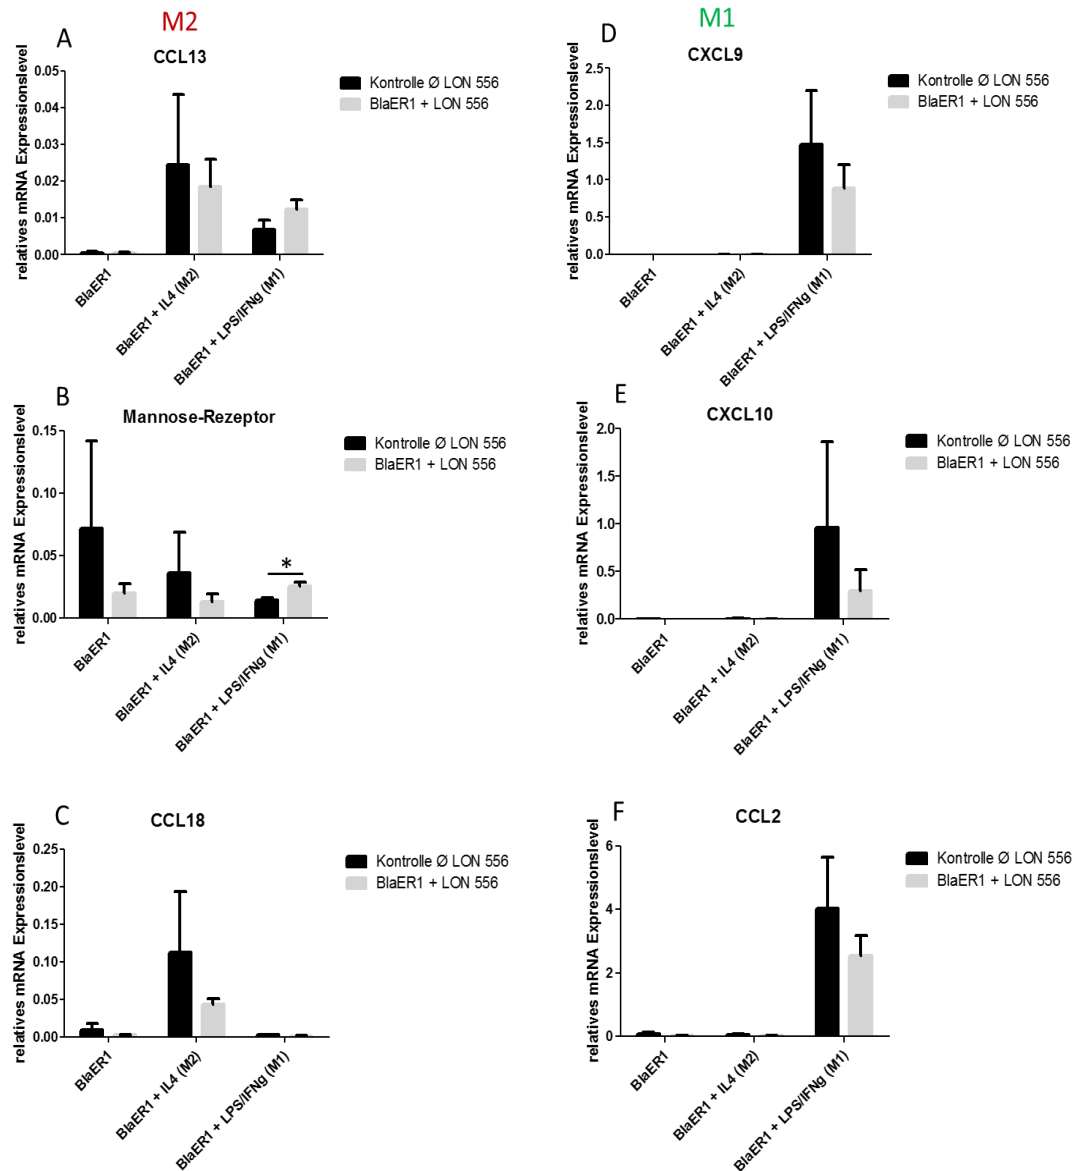 M2
A
CCL13
relatives mRNA Expressionslevel
0.05
0.04
0.03
0.02
0.01
0.00
BlaER1
BlaER1 + IL4 (M2)
BlaER1 + LPS/IFNg (M1)
Kontrolle Ø LON 556
BlaER1 + LON 556
B
Mannose-Rezeptor
relatives mRNA Expressionslevel
0.15
0.10
0.05
0.00
*
BlaER1
BlaER1 + IL4 (M2)
BlaER1 + LPS/IFNg (M1)
Kontrolle Ø LON 556
BlaER1 + LON 556
C
CCL18
relatives mRNA Expressionslevel
0.25
0.20
0.15
0.10
0.05
0.00
BlaER1
BlaER1 + IL4 (M2)
BlaER1 + LPS/IFNg (M1)
Kontrolle Ø LON 556
BlaER1 + LON 556
M1
D
CXCL9
relatives mRNA Expressionslevel
2.5
2.0
1.5
1.0
0.5
0.0
BlaER1
BlaER1 + IL4 (M2)
BlaER1 + LPS/IFNg (M1)
Kontrolle Ø LON 556
BlaER1 + LON 556
E
CXCL10
relatives mRNA Expressionslevel
2.0
1.5
1.0
0.5
0.0
BlaER1
BlaER1 + IL4 (M2)
BlaER1 + LPS/IFNg (M1)
Kontrolle Ø LON 556
BlaER1 + LON 556
F
CCL2
relatives mRNA Expressionslevel
6
4
2
0
BlaER1
BlaER1 + IL4 (M2)
BlaER1 + LPS/IFNg (M1)
Kontrolle Ø LON 556
BlaER1 + LON 556